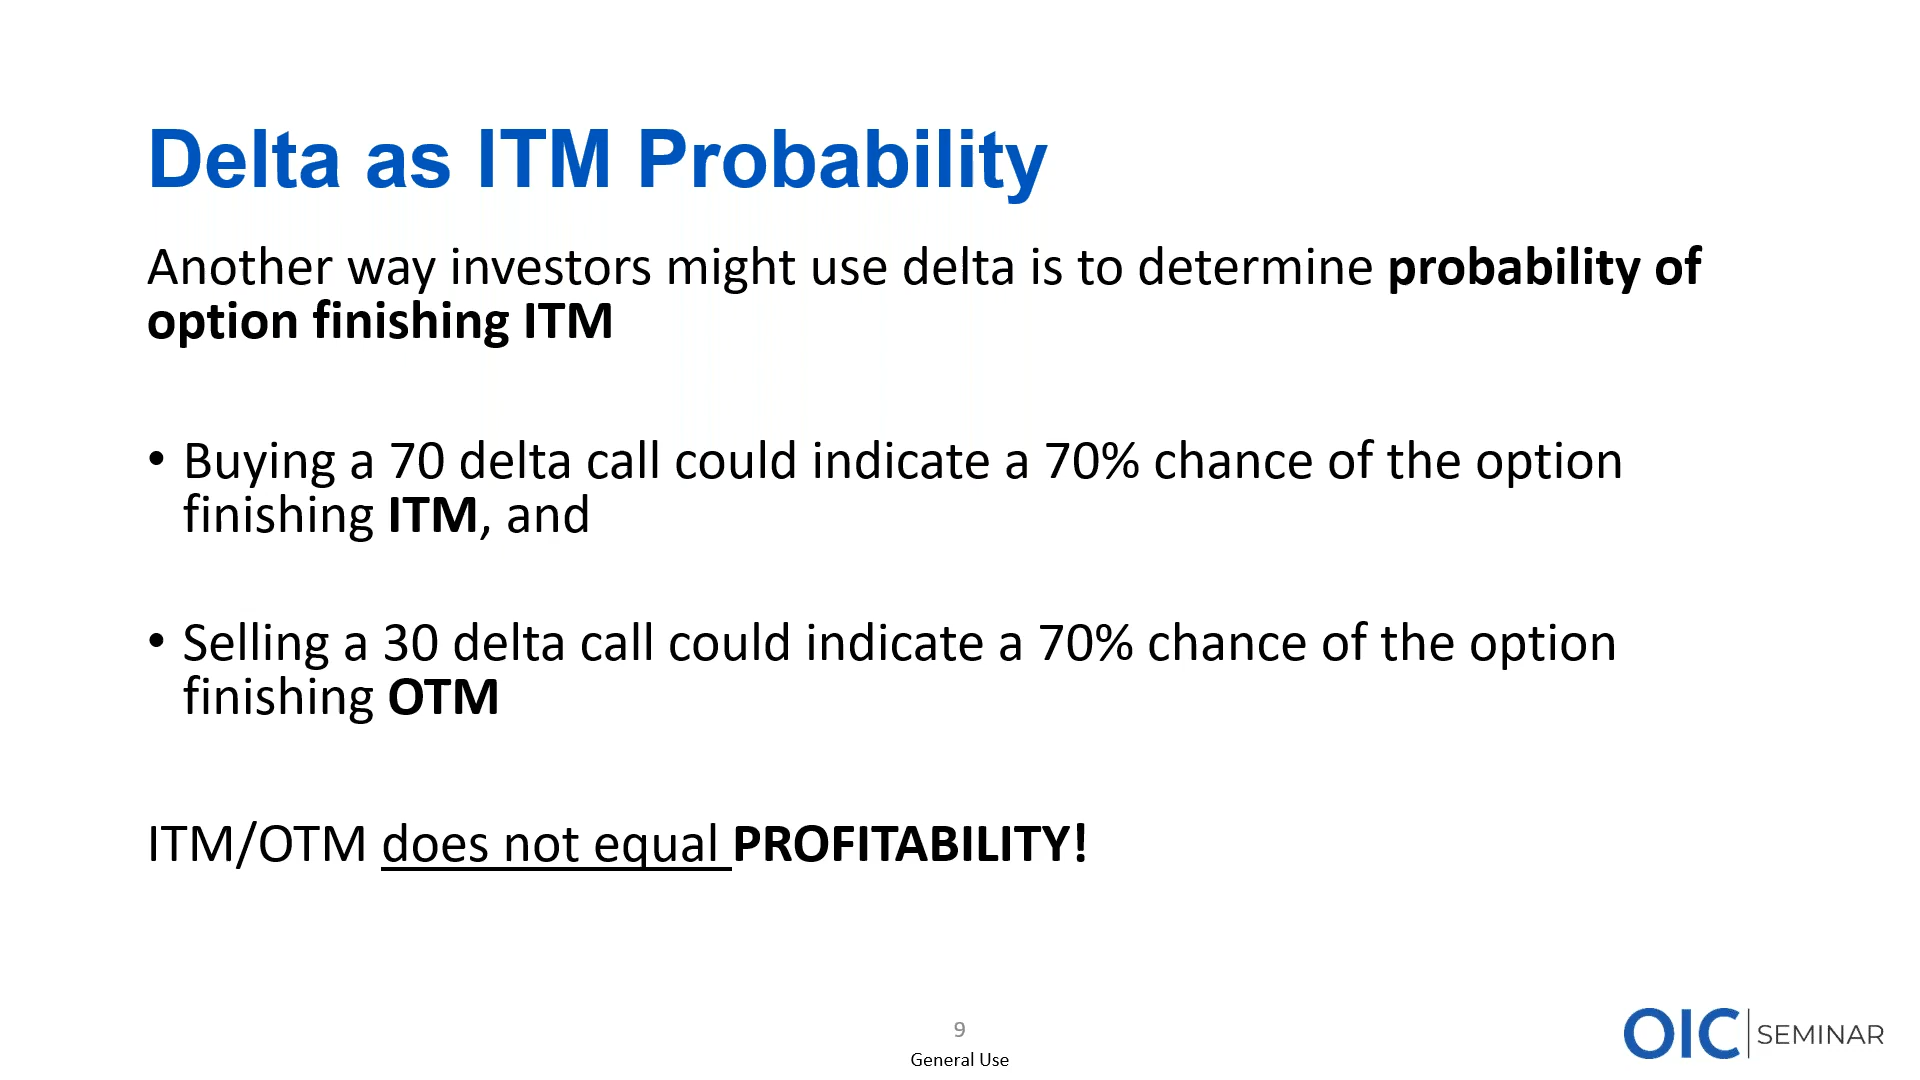 Delta as ITM Probability
Another way investors might use delta is to determine probability of
option finishing ITM
• Buying a 70 delta call could indicate a 70% chance of the option
finishing ITM, and
• Selling a 30 delta call could indicate a 70% chance of the option
finishing OTM
ITM/OTM does not equal PROFITABILITY!
9
General Use
OIC SEMINAR